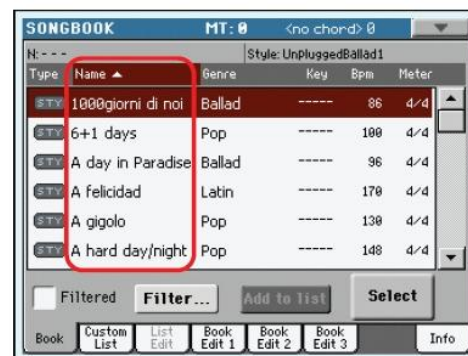 SONGBOOK MT: 0 <no chord> 0
N: - - - Style: UnPluggedBallad1
Type Name ▲ Genre Key Bpm Meter
STY 1000giorni di noi Ballad ----- 86 4/4
STY 6+1 days Pop ----- 100 4/4
STY A day in Paradise Ballad ----- 96 4/4
STY A felicidad Latin ----- 170 4/4
STY A gigolo Pop ----- 130 4/4
STY A hard day/night Pop ----- 148 4/4
Filtered Filter... Add to list Select
Book Custom List List Edit Book Edit 1 Book Edit 2 Book Edit 3 Info